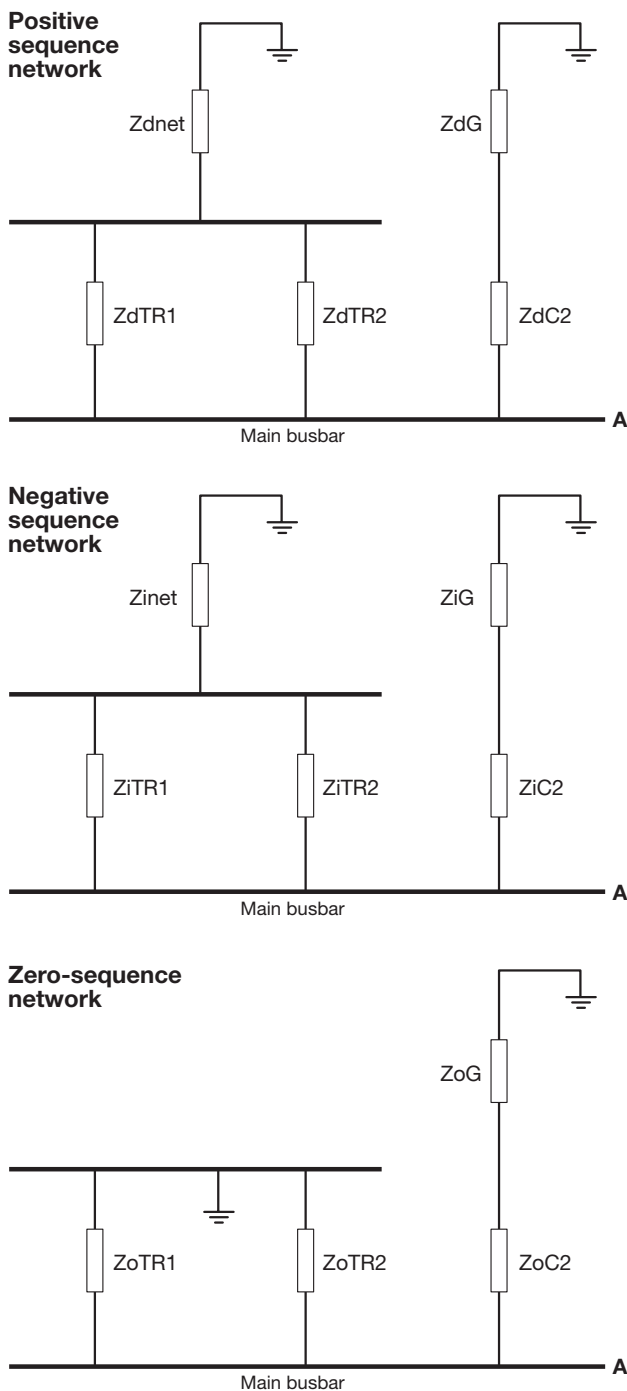 Positive
sequence
network
Zdnet
ZdG
ZdTR1
ZdTR2
ZdC2
A
Main busbar
Negative
sequence
network
Zinet
ZiG
ZiTR1
ZiTR2
ZiC2
A
Main busbar
Zero-sequence
network
ZoG
ZoTR1
ZoTR2
ZoC2
A
Main busbar